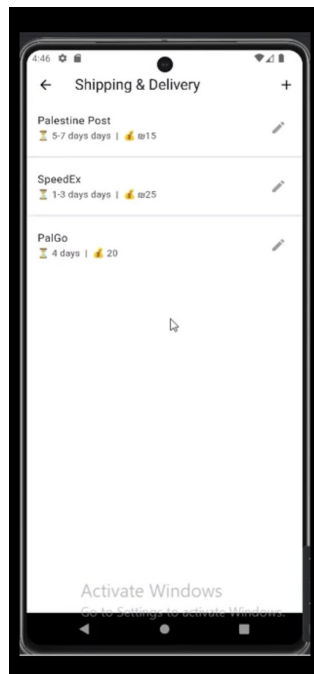 4:46
Shipping & Delivery
Palestine Post
⏳ 5-7 days days | 💰 ₪15
SpeedEx
⏳ 1-3 days days | 💰 ₪25
PalGo
⏳ 4 days | 💰 20
Activate Windows
Go to Settings to activate Windows.